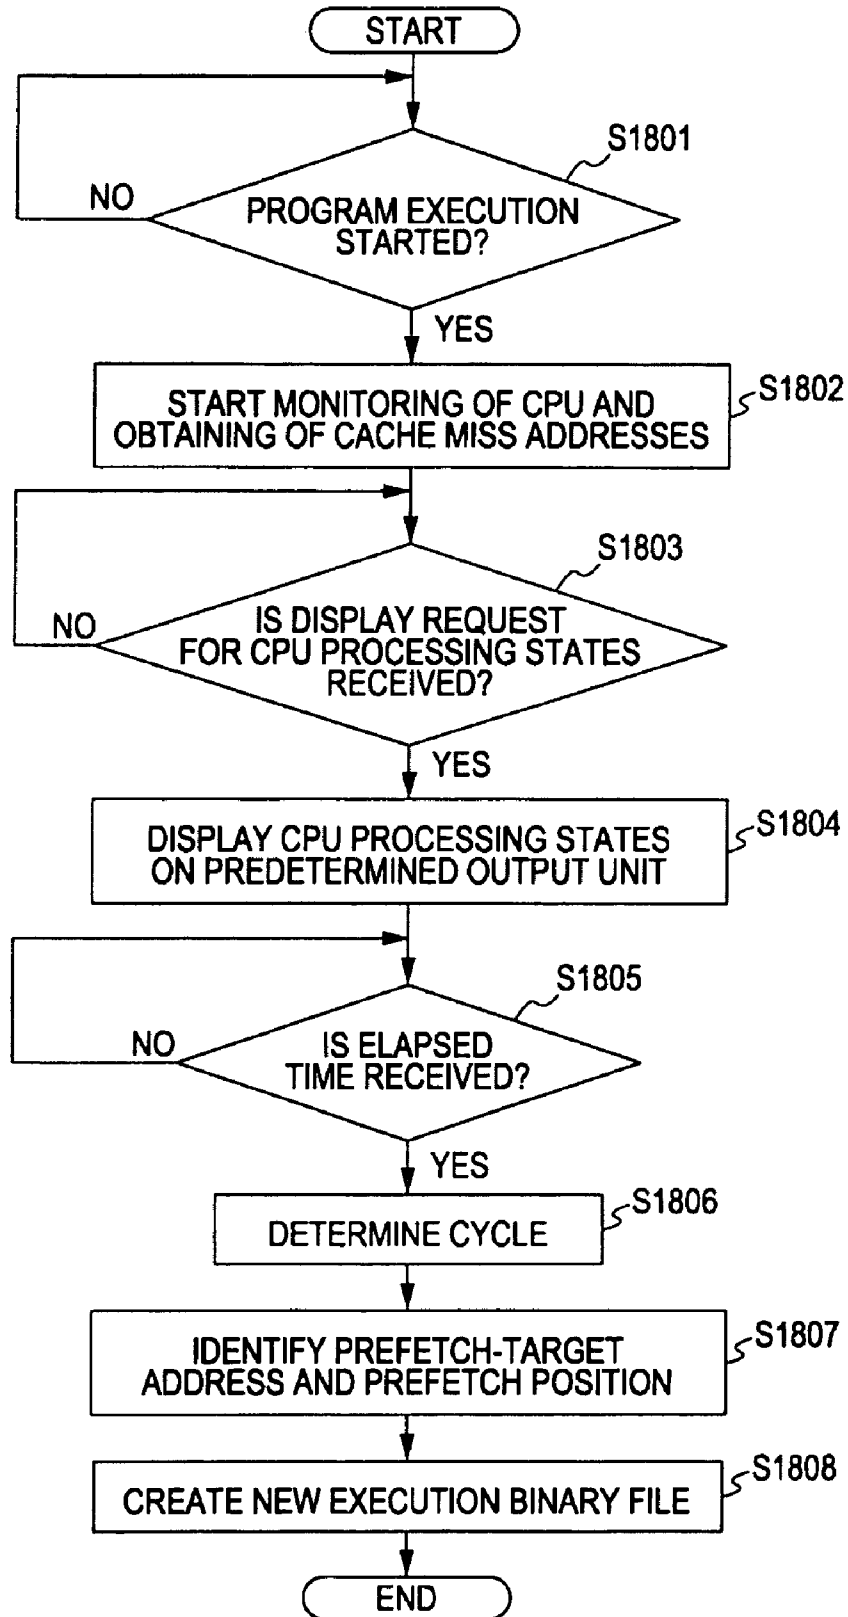 START
S1801
NO
PROGRAM EXECUTION
STARTED?
YES
S1802
START MONITORING OF CPU AND
OBTAINING OF CACHE MISS ADDRESSES
S1803
NO
IS DISPLAY REQUEST
FOR CPU PROCESSING STATES
RECEIVED?
YES
S1804
DISPLAY CPU PROCESSING STATES
ON PREDETERMINED OUTPUT UNIT
S1805
NO
IS ELAPSED
TIME RECEIVED?
YES
S1806
DETERMINE CYCLE
S1807
IDENTIFY PREFETCH-TARGET
ADDRESS AND PREFETCH POSITION
S1808
CREATE NEW EXECUTION BINARY FILE
END